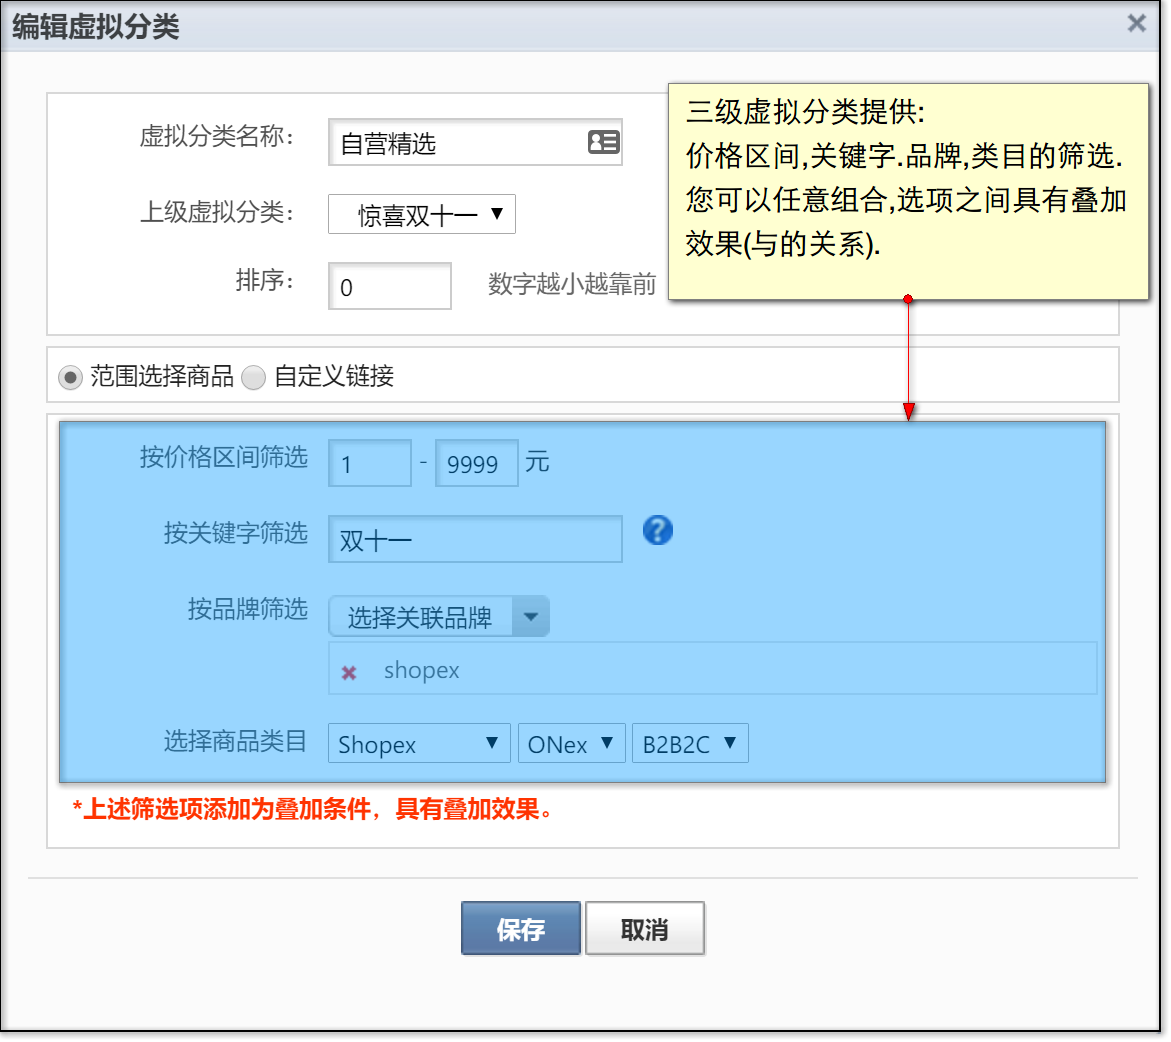 编辑虚拟分类
虚拟分类名称：
自营精选
上级虚拟分类：
惊喜双十一
排序：
0
数字越小越靠前
三级虚拟分类提供:
价格区间,关键字.品牌,类目的筛选.
您可以任意组合,选项之间具有叠加
效果(与的关系).
范围选择商品 自定义链接
按价格区间筛选 1 - 9999 元
按关键字筛选 双十一
按品牌筛选 选择关联品牌
shopex
选择商品类目 Shopex ONex B2B2C
*上述筛选项添加为叠加条件，具有叠加效果。
保存 取消